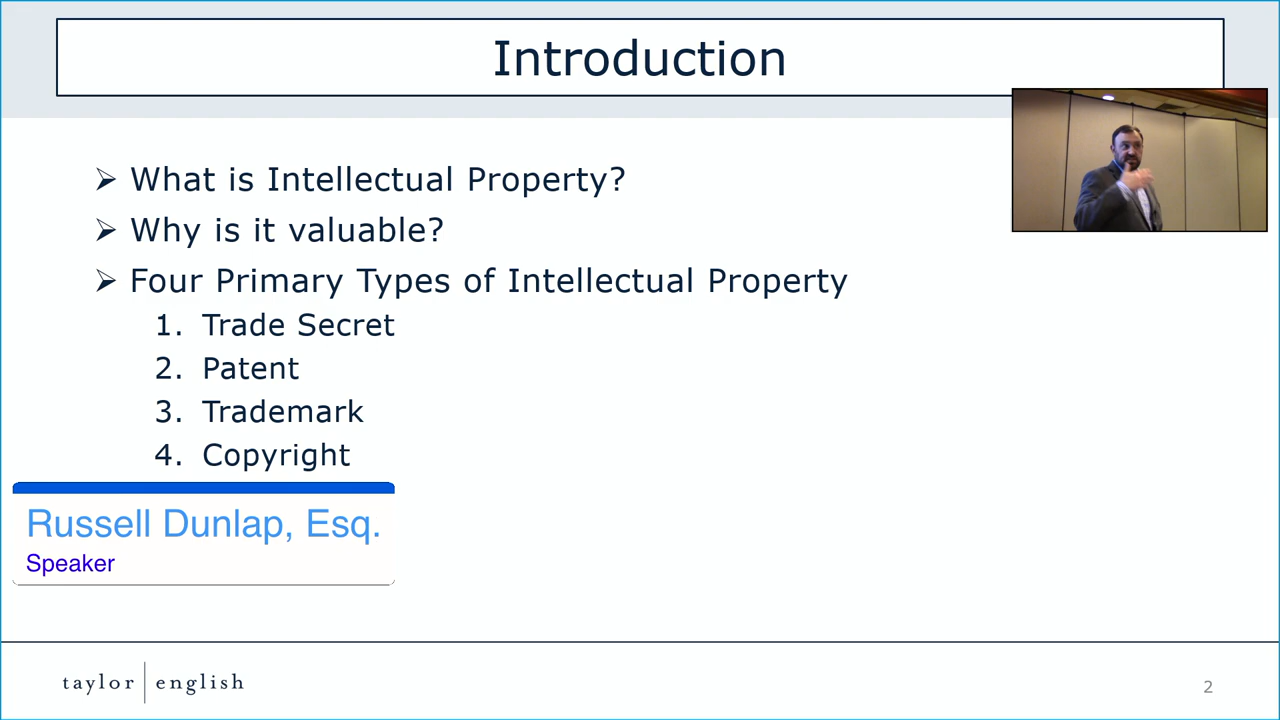 Introduction
➢ What is Intellectual Property?
➢ Why is it valuable?
➢ Four Primary Types of Intellectual Property
1. Trade Secret
2. Patent
3. Trademark
4. Copyright
Russell Dunlap, Esq.
Speaker
taylor | english
2